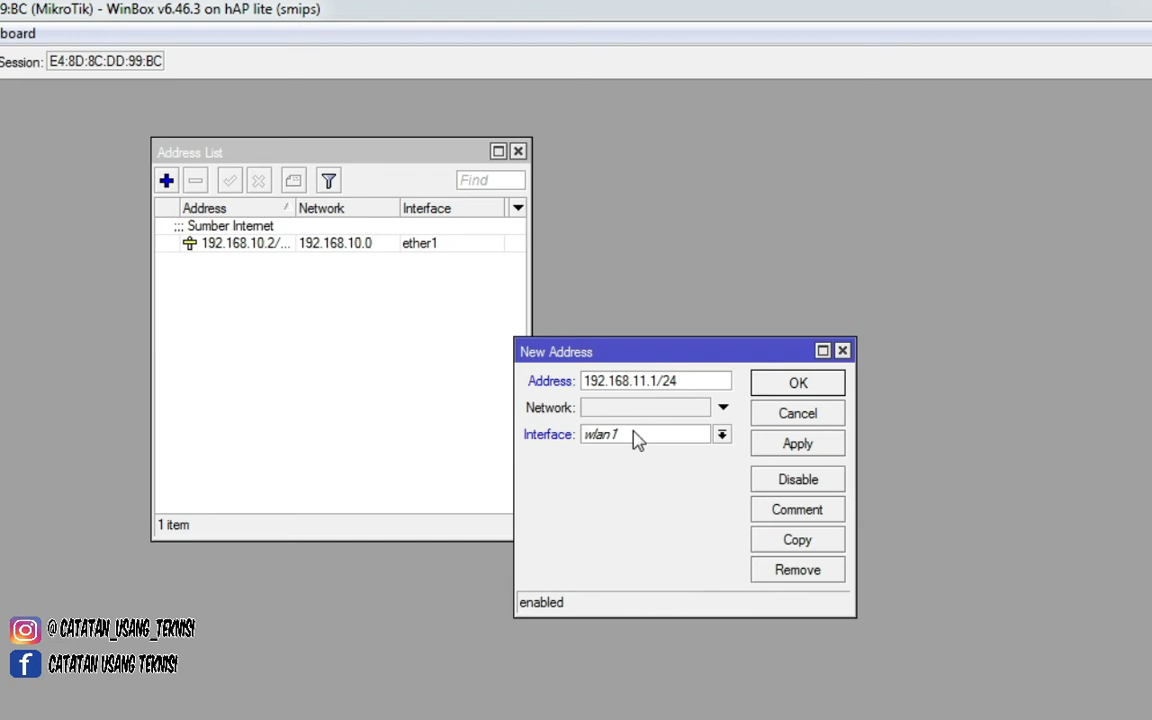 9:BC (MikroTik) - WinBox v6.46.3 on hAP lite (smips)
board
Session: E4:8D:8C:DD:99:BC
Address List
Find
Address Network Interface
;;; Sumber Internet
192.168.10.2/... 192.168.10.0 ether1
1 item
New Address
Address: 192.168.11.1/24
Network:
Interface: wlan1
OK
Cancel
Apply
Disable
Comment
Copy
Remove
enabled
@CATATAN_USANG_TEKNISI
CATATAN USANG TEKNISI